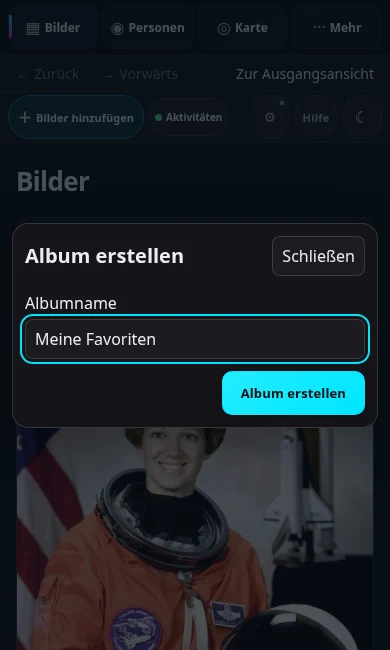 Bilder
Personen
Karte
Mehr
← Zurück
→ Vorwärts
Zur Ausgangsansicht
Bilder hinzufügen
Aktivitäten
Hilfe
Bilder
Album erstellen
Schließen
Albumname
Meine Favoriten
Album erstellen